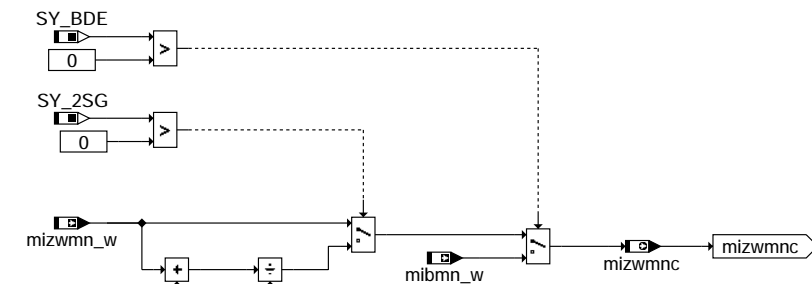 SY_BDE
>
0
SY_2SG
>
0
mizwmn_w
+
÷
mibmn_w
mizwmnc
mizwmnc